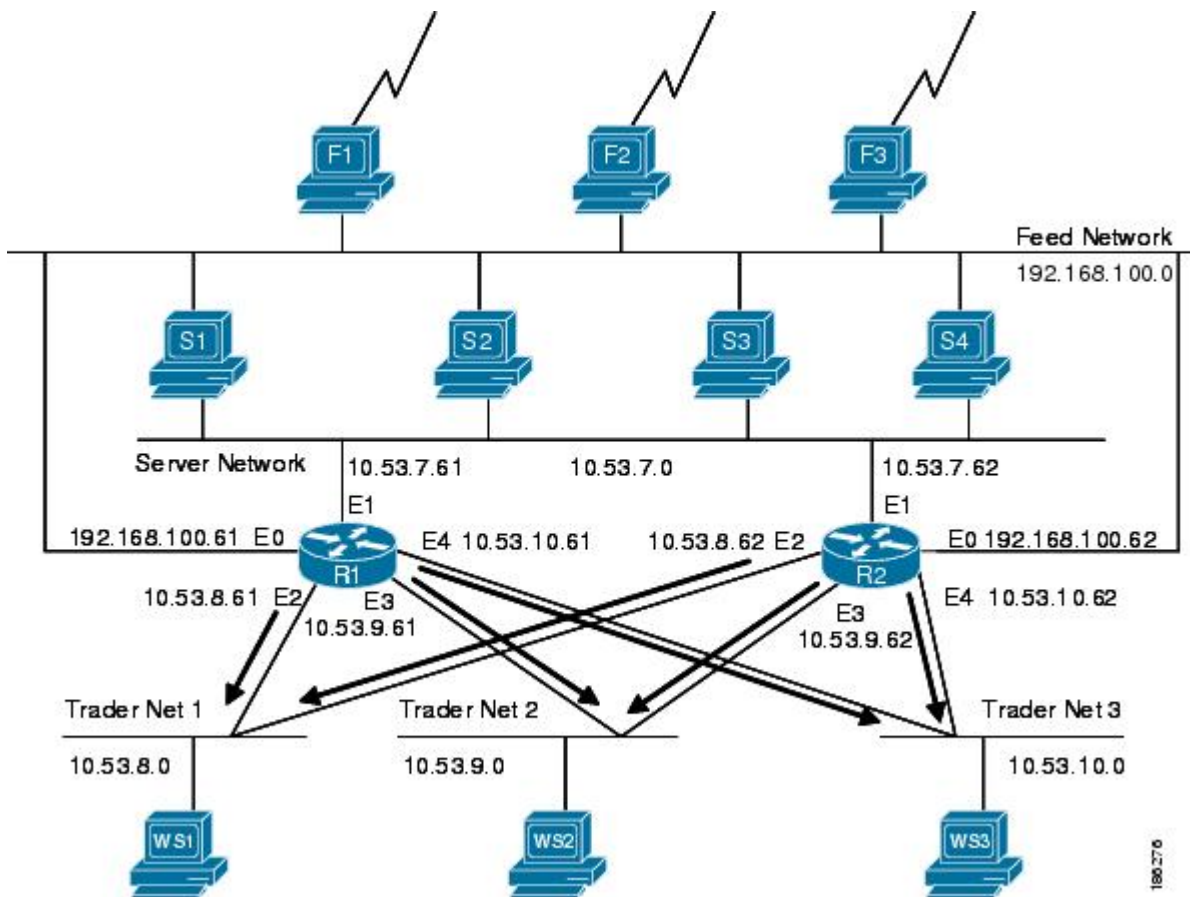 F1
F2
F3
Feed Network
192.168.100.0
S1
S2
S3
S4
Server Network
10.53.7.61
10.53.7.0
10.53.7.62
E1
E1
192.168.100.61 E0
E4 10.53.10.61
10.53.8.62 E2
E0 192.168.100.62
R1
R2
10.53.8.61 E2
E3
10.53.9.61
E3
10.53.9.62
E4 10.53.10.62
Trader Net 1
Trader Net 2
Trader Net 3
10.53.8.0
10.53.9.0
10.53.10.0
WS1
WS2
WS3
186276